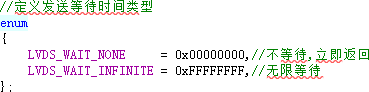 //定义发送等待时间类型
enum
{
    LVDS_WAIT_NONE     = 0x00000000,//不等待,立即返回
    LVDS_WAIT_INFINITE = 0xFFFFFFFF,//无限等待
};